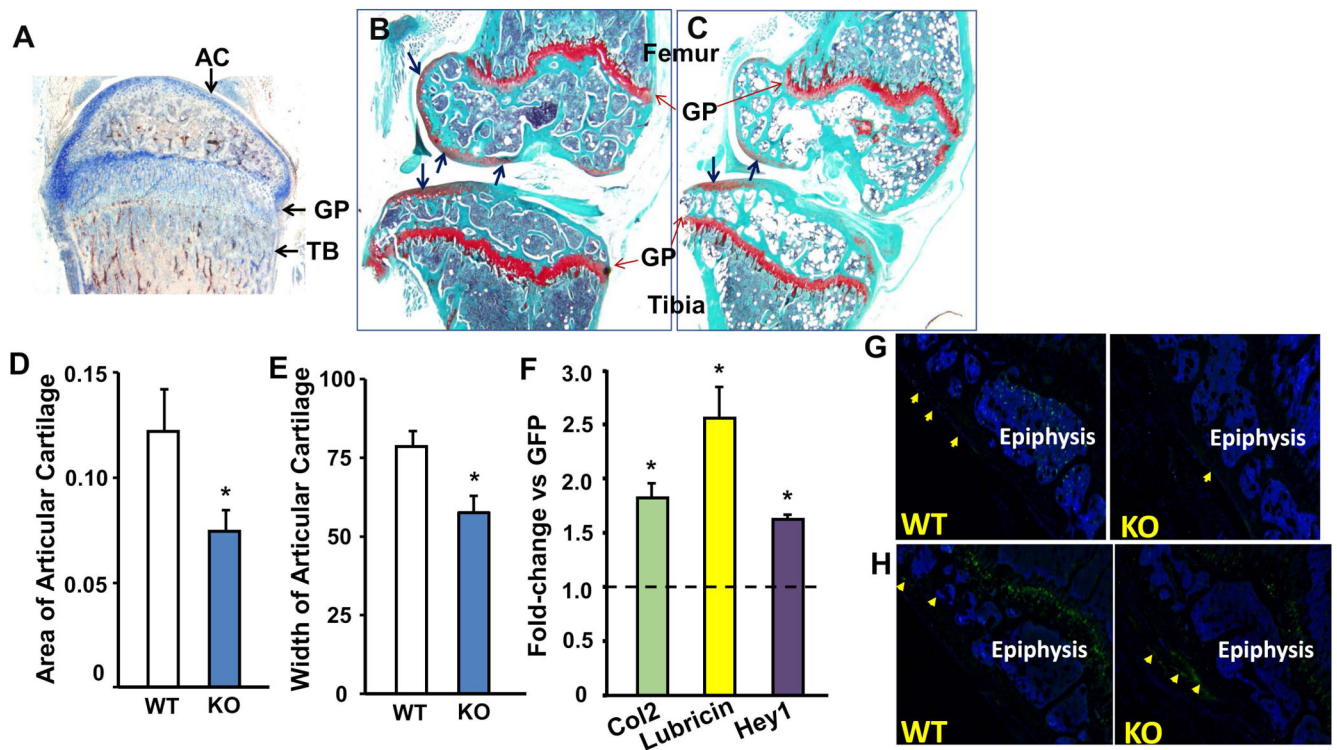 A
AC
GP
TB
B
C
Femur
GP
GP
Tibia
D
Area of Articular Cartilage
0.15
0.10
0.05
0
WT
KO
*
E
Width of Articular Cartilage
100
75
50
25
0
WT
KO
*
F
Fold-change vs GFP
3.0
2.5
2.0
1.5
1.0
0.5
0
*
*
*
Col2
Lubricin
Hey1
G
Epiphysis
WT
Epiphysis
KO
H
Epiphysis
WT
Epiphysis
KO